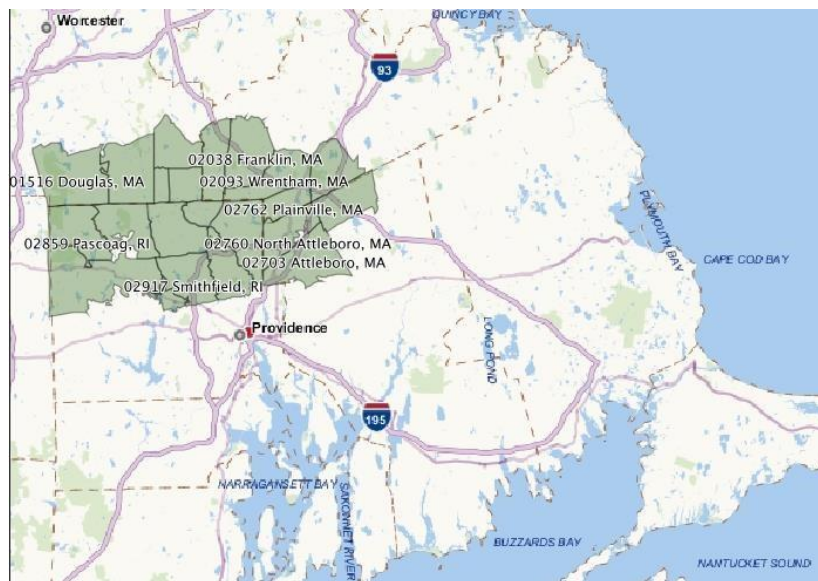 QUINCY BAY
Worcester
93
02038 Franklin, MA
01516 Douglas, MA
02093 Wrentham, MA
02762 Plainville, MA
02859 Pascoag, RI
02760 North Attleboro, MA
02703 Attleboro, MA
02917 Smithfield, RI
PLYMOUTH BAY
CAPE COD BAY
Providence
LONG POND
195
NARRAGANSETT BAY
SAKONNET RIVER
BUZZARDS BAY
NANTUCKET SOUND